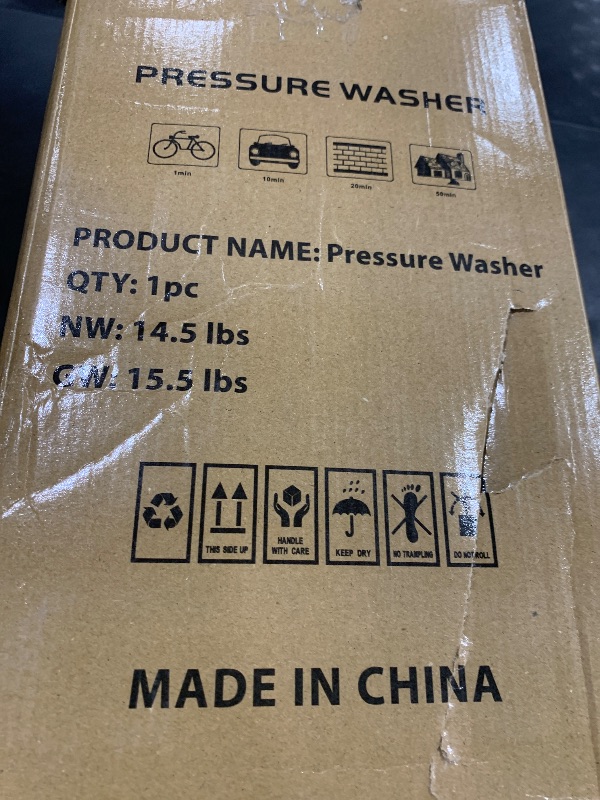 PRESSURE WASHER
1min 10min 20min 50min
PRODUCT NAME: Pressure Washer
QTY: 1pc
NW: 14.5 lbs
GW: 15.5 lbs
THIS SIDE UP
HANDLE
WITH CARE
KEEP DRY
NO TRAMPLING
DO NOT ROLL
MADE IN CHINA